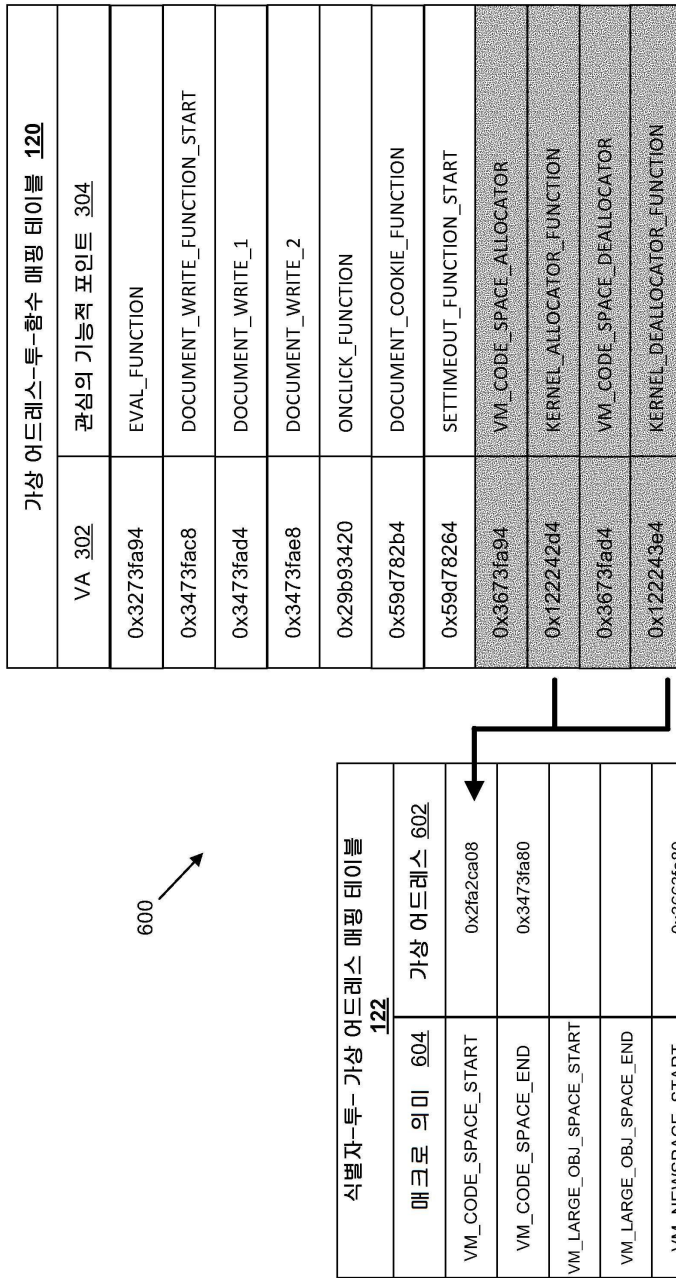 가상 어드레스-투-함수 매핑 테이블 120
VA 302 관심의 기능적 포인트 304
0x3273fa94 EVAL_FUNCTION
0x3473fac8 DOCUMENT_WRITE_FUNCTION_START
0x3473fad4 DOCUMENT_WRITE_1
0x3473fae8 DOCUMENT_WRITE_2
0x29b93420 ONCLICK_FUNCTION
0x59d782b4 DOCUMENT_COOKIE_FUNCTION
0x59d78264 SETTIMEOUT_FUNCTION_START
0x3673fa94 VM_CODE_SPACE_ALLOCATOR
0x122242d4 KERNEL_ALLOCATOR_FUNCTION
0x3673fad4 VM_CODE_SPACE_DEALLOCATOR
0x122243e4 KERNEL_DEALLOCATOR_FUNCTION
600
식별자-투- 가상 어드레스 매핑 테이블
122
매크로 의미 604 가상 어드레스 602
VM_CODE_SPACE_START 0x2fa2ca08
VM_CODE_SPACE_END 0x3473fa80
VM_LARGE_OBJ_SPACE_START
VM_LARGE_OBJ_SPACE_END
VM_NEWSPACE_START